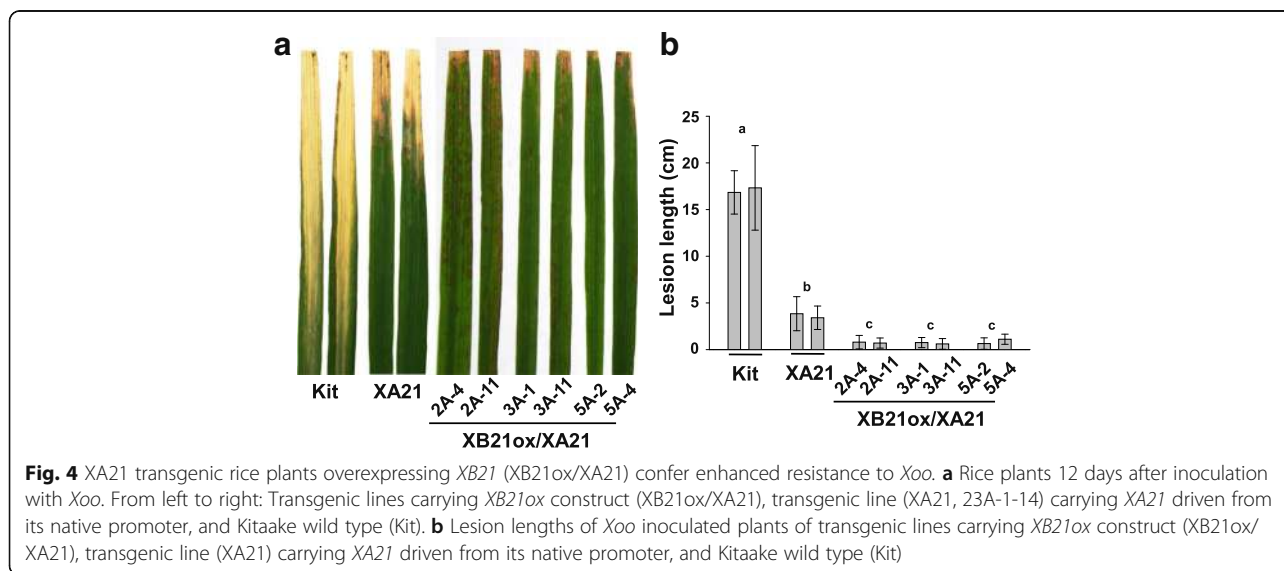 a
Kit
XA21
2A-4
2A-11
3A-1
3A-11
5A-2
5A-4
XB21ox/XA21
b
Lesion length (cm)
25
20
15
10
5
0
a
b
c
c
c
Kit
XA21
2A-4
2A-11
3A-1
3A-11
5A-2
5A-4
XB21ox/XA21
Fig. 4 XA21 transgenic rice plants overexpressing XB21 (XB21ox/XA21) confer enhanced resistance to Xoo. a Rice plants 12 days after inoculation
with Xoo. From left to right: Transgenic lines carrying XB21ox construct (XB21ox/XA21), transgenic line (XA21, 23A-1-14) carrying XA21 driven from
its native promoter, and Kitaake wild type (Kit). b Lesion lengths of Xoo inoculated plants of transgenic lines carrying XB21ox construct (XB21ox/
XA21), transgenic line (XA21) carrying XA21 driven from its native promoter, and Kitaake wild type (Kit)